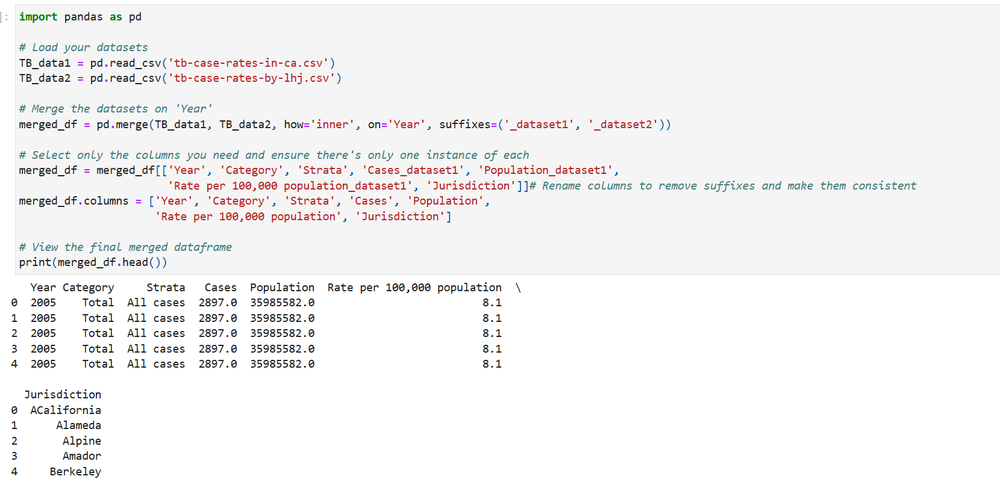 ]:
import pandas as pd
# Load your datasets
TB_data1 = pd.read_csv('tb-case-rates-in-ca.csv')
TB_data2 = pd.read_csv('tb-case-rates-by-lhj.csv')
# Merge the datasets on 'Year'
merged_df = pd.merge(TB_data1, TB_data2, how='inner', on='Year', suffixes=('_dataset1', '_dataset2'))
# Select only the columns you need and ensure there's only one instance of each
merged_df = merged_df[['Year', 'Category', 'Strata', 'Cases_dataset1', 'Population_dataset1',
'Rate per 100,000 population_dataset1', 'Jurisdiction']]# Rename columns to remove suffixes and make them consistent
merged_df.columns = ['Year', 'Category', 'Strata', 'Cases', 'Population',
'Rate per 100,000 population', 'Jurisdiction']
# View the final merged dataframe
print(merged_df.head())
Year Category Strata Cases Population Rate per 100,000 population \
0 2005 Total All cases 2897.0 35985582.0 8.1
1 2005 Total All cases 2897.0 35985582.0 8.1
2 2005 Total All cases 2897.0 35985582.0 8.1
3 2005 Total All cases 2897.0 35985582.0 8.1
4 2005 Total All cases 2897.0 35985582.0 8.1
Jurisdiction
0 ACalifornia
1 Alameda
2 Alpine
3 Amador
4 Berkeley